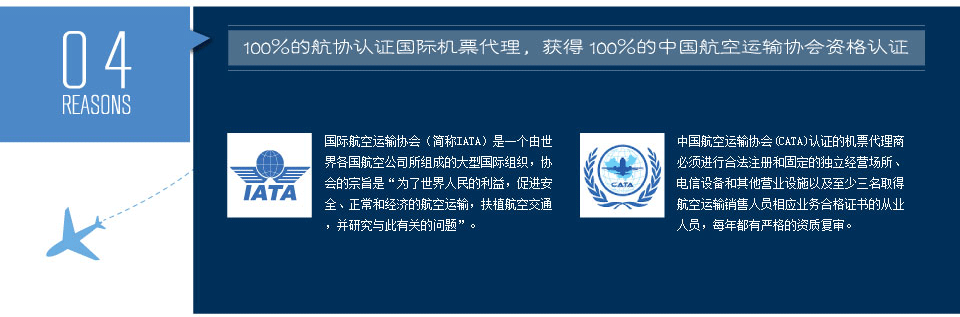 04
REASONS
100%的航协认证国际机票代理，获得 100%的中国航空运输协会资格认证
IATA
国际航空运输协会（简称IATA）是一个由世
界各国航空公司所组成的大型国际组织，协
会的宗旨是“为了世界人民的利益，促进安
全、正常和经济的航空运输，扶植航空交通
，并研究与此有关的问题”。
CATA
中国航空运输协会(CATA)认证的机票代理商
必须进行合法注册和固定的独立经营场所、
电信设备和其他营业设施以及至少三名取得
航空运输销售人员相应业务合格证书的从业
人员，每年都有严格的资质复审。